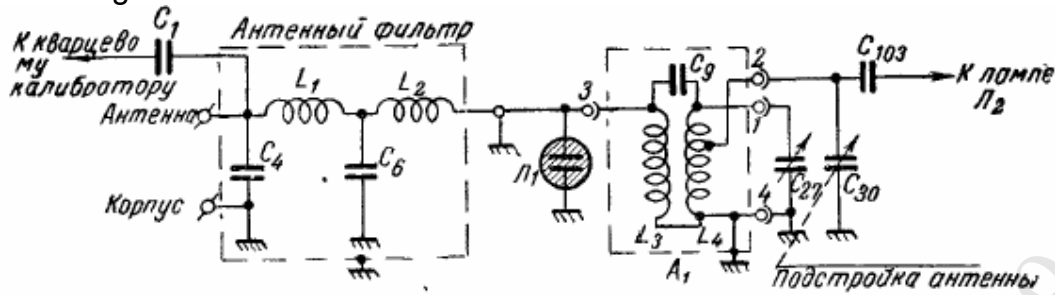 C1
Антенный фильтр
К кварцево
му
калибратору
L1
L2
3
C9
2
C103
К лампе
Л2
Антенна
1
C4
C6
Л1
C27
C30
Корпус
4
L3
L4
A1
Подстройка антенны